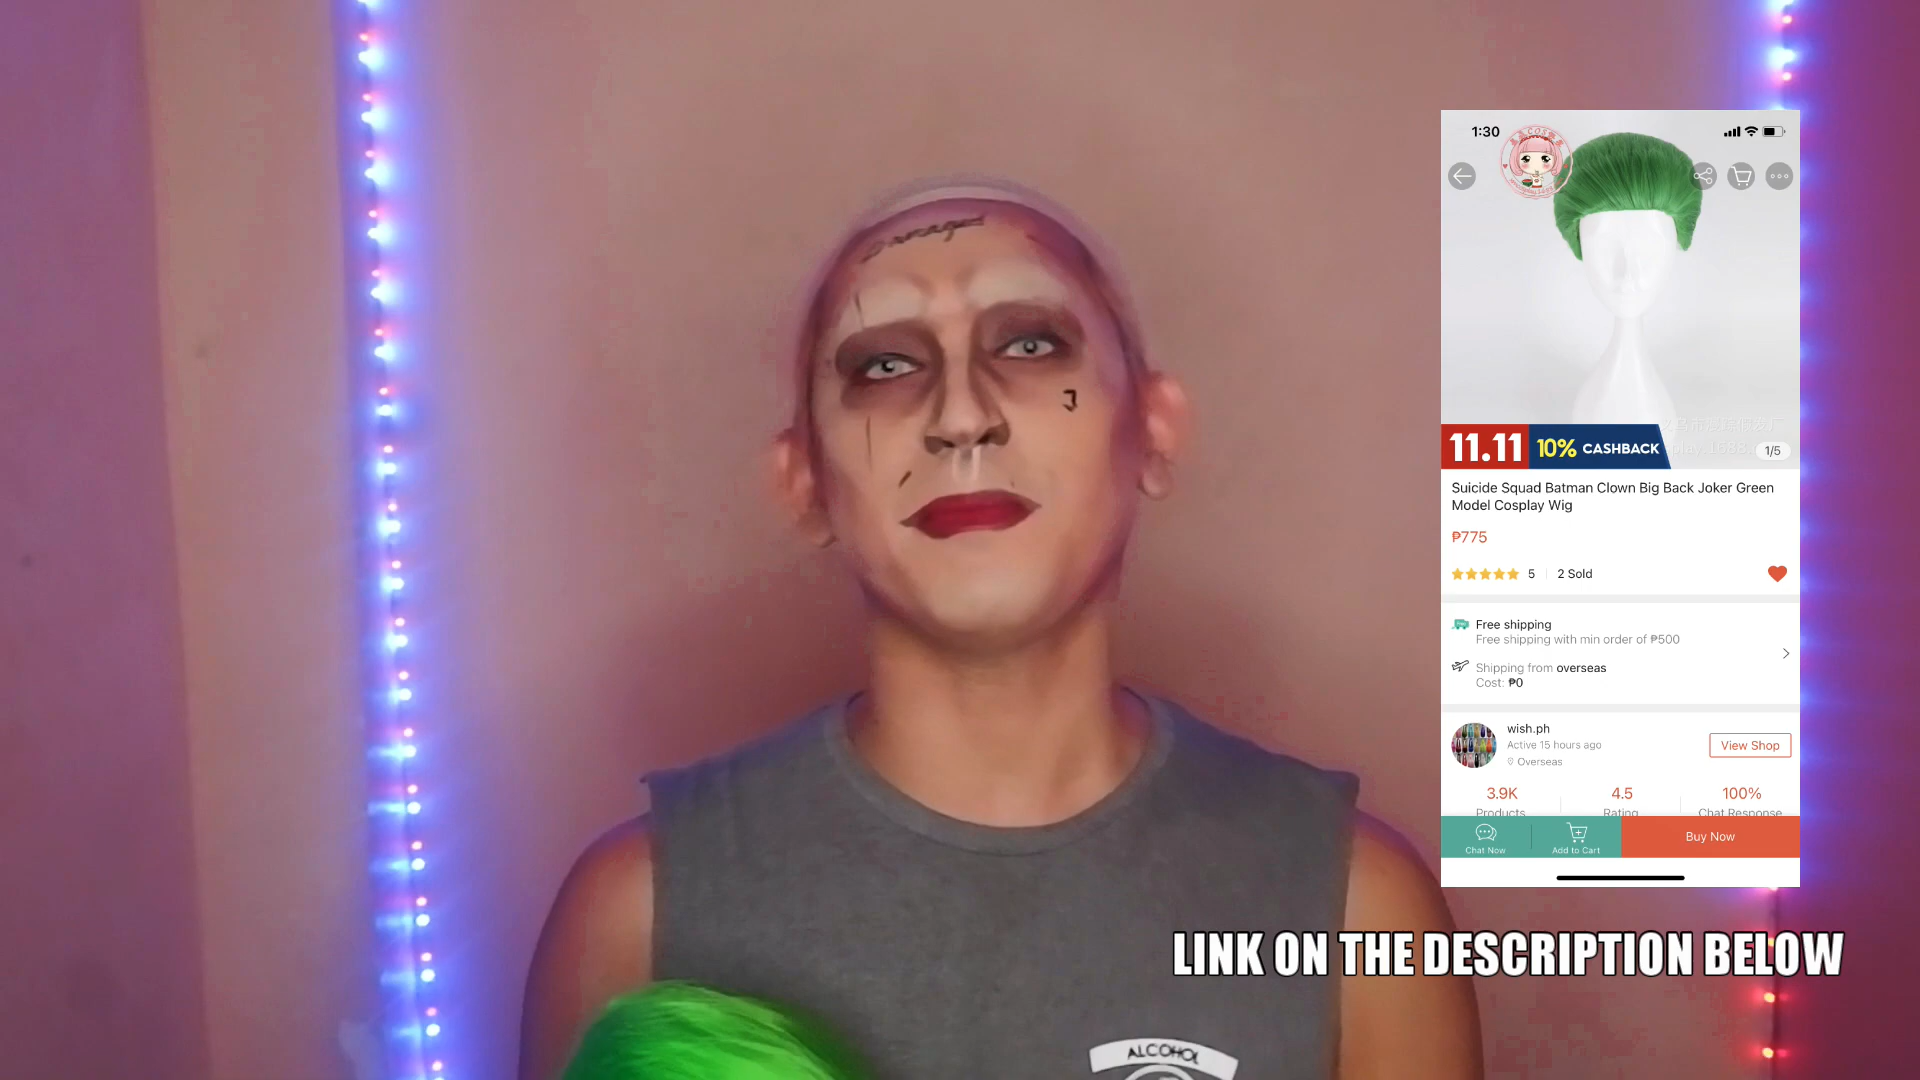 Damaged
J
1:30
11.11
10% CASHBACK
1/5
Suicide Squad Batman Clown Big Back Joker Green
Model Cosplay Wig
₱775
5
2 Sold
Free shipping
Free shipping with min order of ₱500
Shipping from overseas
Cost: ₱0
wish.ph
Active 15 hours ago
Overseas
View Shop
3.9K
4.5
100%
Products
Rating
Chat Response
Chat Now
Add to Cart
Buy Now
LINK ON THE DESCRIPTION BELOW
ALCOHOL